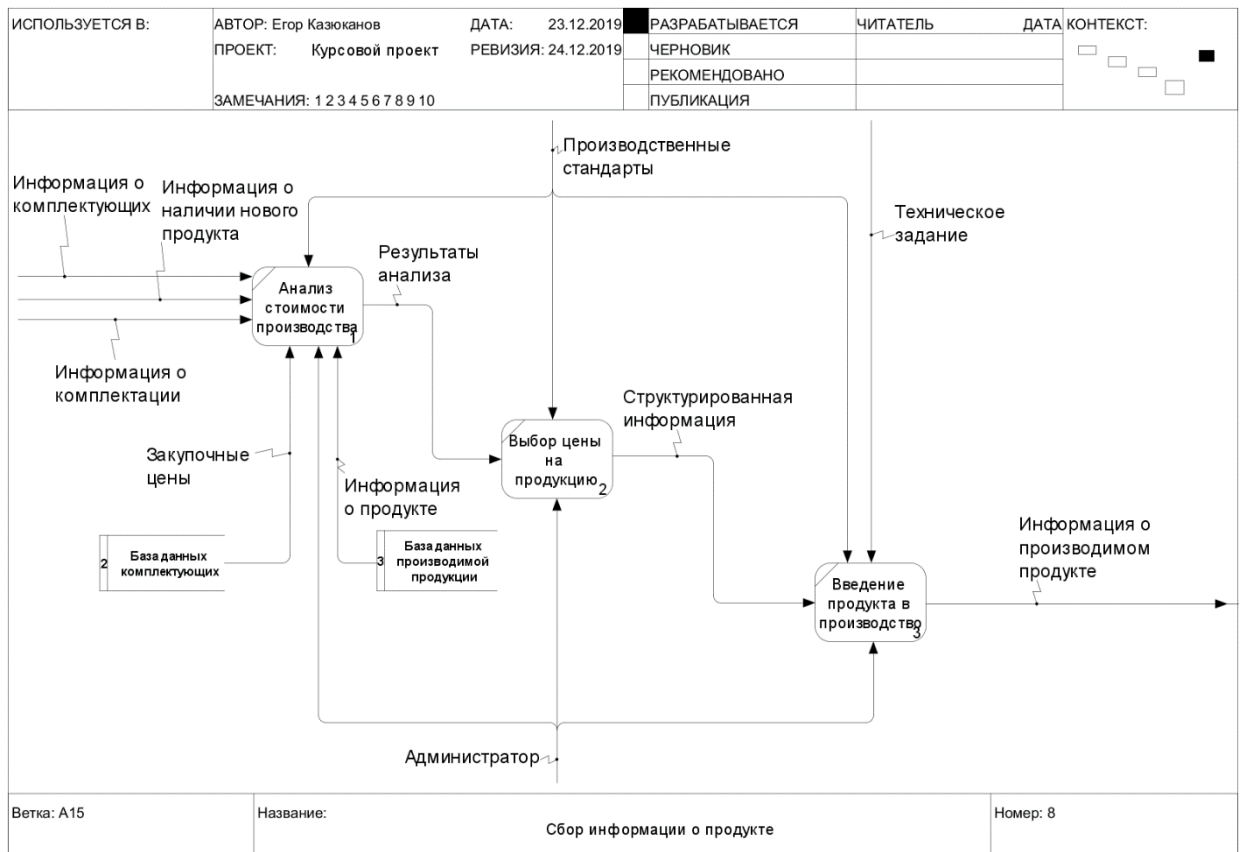 ИСПОЛЬЗУЕТСЯ В:
АВТОР: Егор Казюканов
ДАТА: 23.12.2019
РАЗРАБАТЫВАЕТСЯ
ЧИТАТЕЛЬ
ДАТА
КОНТЕКСТ:
ПРОЕКТ: Курсовой проект
РЕВИЗИЯ: 24.12.2019
ЧЕРНОВИК
РЕКОМЕНДОВАНО
ЗАМЕЧАНИЯ: 1 2 3 4 5 6 7 8 9 10
ПУБЛИКАЦИЯ
Производственные
стандарты
Информация о
комплектующих
Информация о
наличии нового
продукта
Техническое
задание
Результаты
анализа
Анализ
стоимости
производства
1
Информация о
комплектации
Структурированная
информация
Выбор цены
на
продукцию
2
Закупочные
цены
Информация
о продукте
2
База данных
комплектующих
3
База данных
производимой
продукции
Информация о
производимом
продукте
Введение
продукта в
производство
3
Администратор
Ветка: A15
Название:
Сбор информации о продукте
Номер: 8